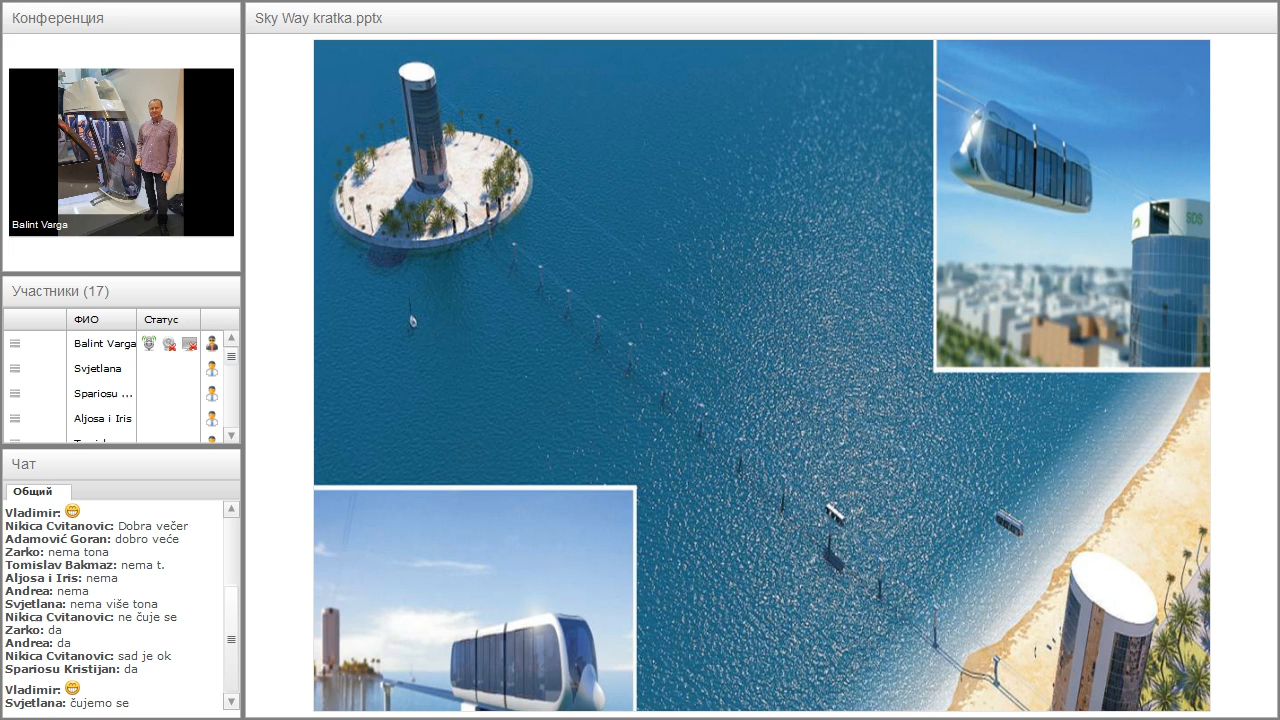 Конференция
Balint Varga
Участники (17)
ФИО
Статус
Balint Varga
Svjetlana
Spariosu ...
Aljosa i Iris
Чат
Общий
Vladimir:
Nikica Cvitanovic: Dobra večer
Adamović Goran: dobro veće
Zarko: nema tona
Tomislav Bakmaz: nema t.
Aljosa i Iris: nema
Andrea: nema
Svjetlana: nema više tona
Nikica Cvitanovic: ne čuje se
Zarko: da
Andrea: da
Nikica Cvitanovic: sad je ok
Spariosu Kristijan: da
Vladimir:
Svjetlana: čujemo se
Sky Way kratka.pptx
SDS